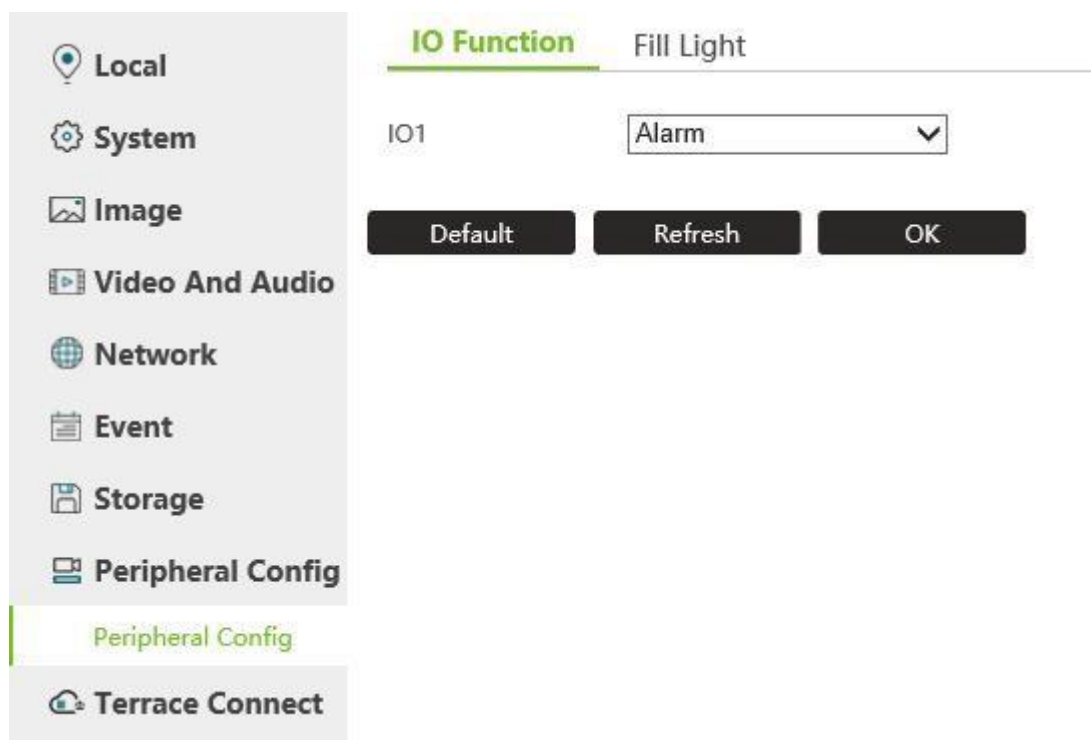 Local
System
Image
Video And Audio
Network
Event
Storage
Peripheral Config
Peripheral Config
Terrace Connect
IO Function Fill Light
IO1 Alarm
Default Refresh OK